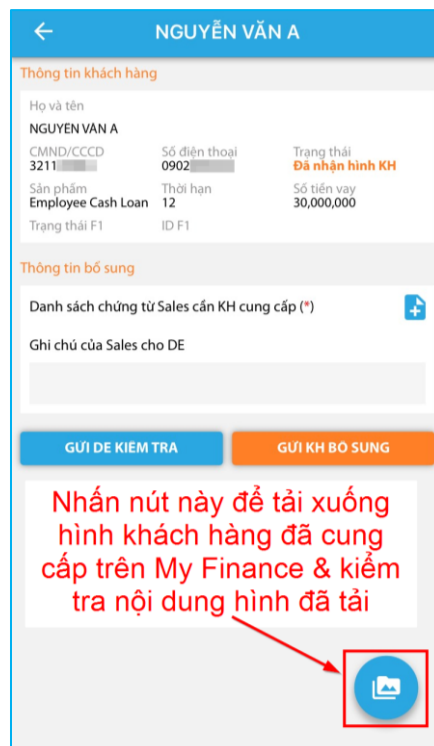 NGUYỄN VĂN A
Thông tin khách hàng
Họ và tên
NGUYỄN VĂN A
CMND/CCCD Số điện thoại Trạng thái
3211 0902 Đã nhận hình KH
Sản phẩm Thời hạn Số tiền vay
Employee Cash Loan 12 30,000,000
Trạng thái F1 ID F1
Thông tin bổ sung
Danh sách chứng từ Sales cần KH cung cấp (*)
Ghi chú của Sales cho DE
GỬI DE KIỂM TRA GỬI KH BỔ SUNG
Nhấn nút này để tải xuống
hình khách hàng đã cung
cấp trên My Finance & kiểm
tra nội dung hình đã tải